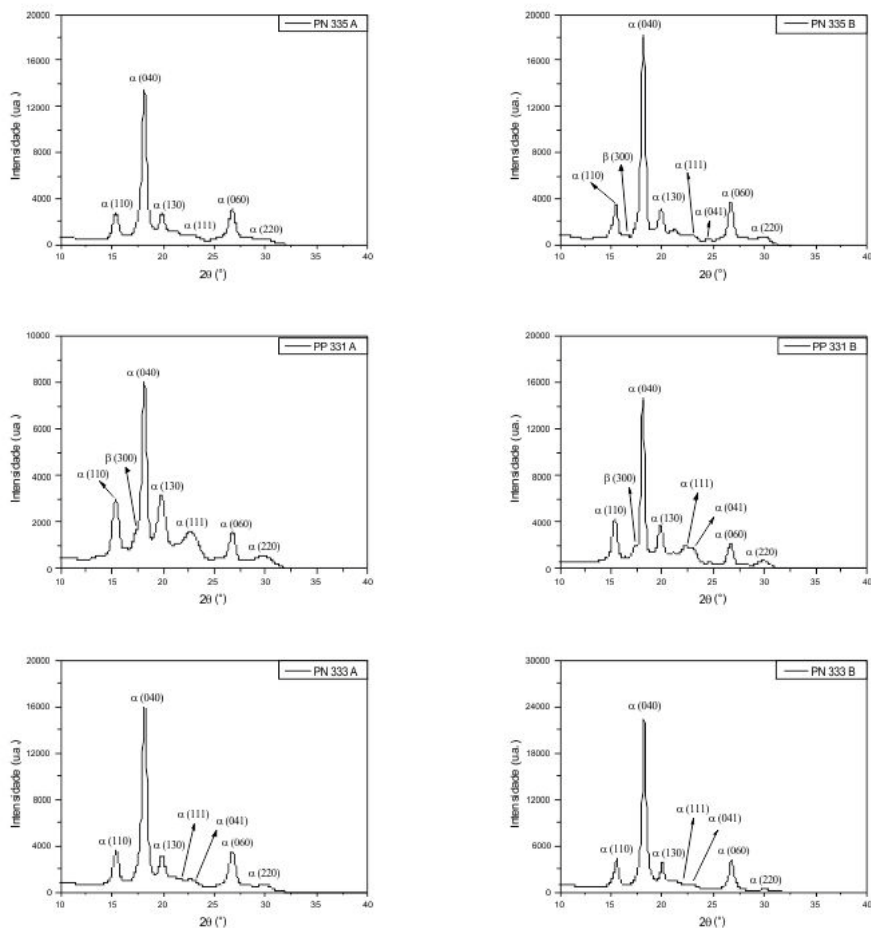 PN 335 A
20000
16000
12000
8000
4000
0
Intensidade (u.a.)
α (040)
α (110)
α (130)
α (111)
α (060)
α (220)
10 15 20 25 30 35 40
2θ (°)
PN 335 B
20000
16000
12000
8000
4000
0
Intensidade (u.a.)
α (040)
β (300)
α (110)
α (111)
α (130)
α (041)
α (060)
α (220)
10 15 20 25 30 35 40
2θ (°)
PP 331 A
10000
8000
6000
4000
2000
0
Intensidade (u.a.)
α (040)
β (300)
α (110)
α (130)
α (111)
α (060)
α (220)
10 15 20 25 30 35 40
2θ (°)
PP 331 B
20000
16000
12000
8000
4000
0
Intensidade (u.a.)
α (040)
β (300)
α (111)
α (110)
α (130)
α (041)
α (060)
α (220)
10 15 20 25 30 35 40
2θ (°)
PN 333 A
20000
16000
12000
8000
4000
0
Intensidade (u.a.)
α (040)
α (111)
α (041)
α (110)
α (130)
α (060)
α (220)
10 15 20 25 30 35 40
2θ (°)
PN 333 B
30000
24000
18000
12000
6000
0
Intensidade (u.a.)
α (040)
α (111)
α (041)
α (110)
α (130)
α (060)
α (220)
10 15 20 25 30 35 40
2θ (°)